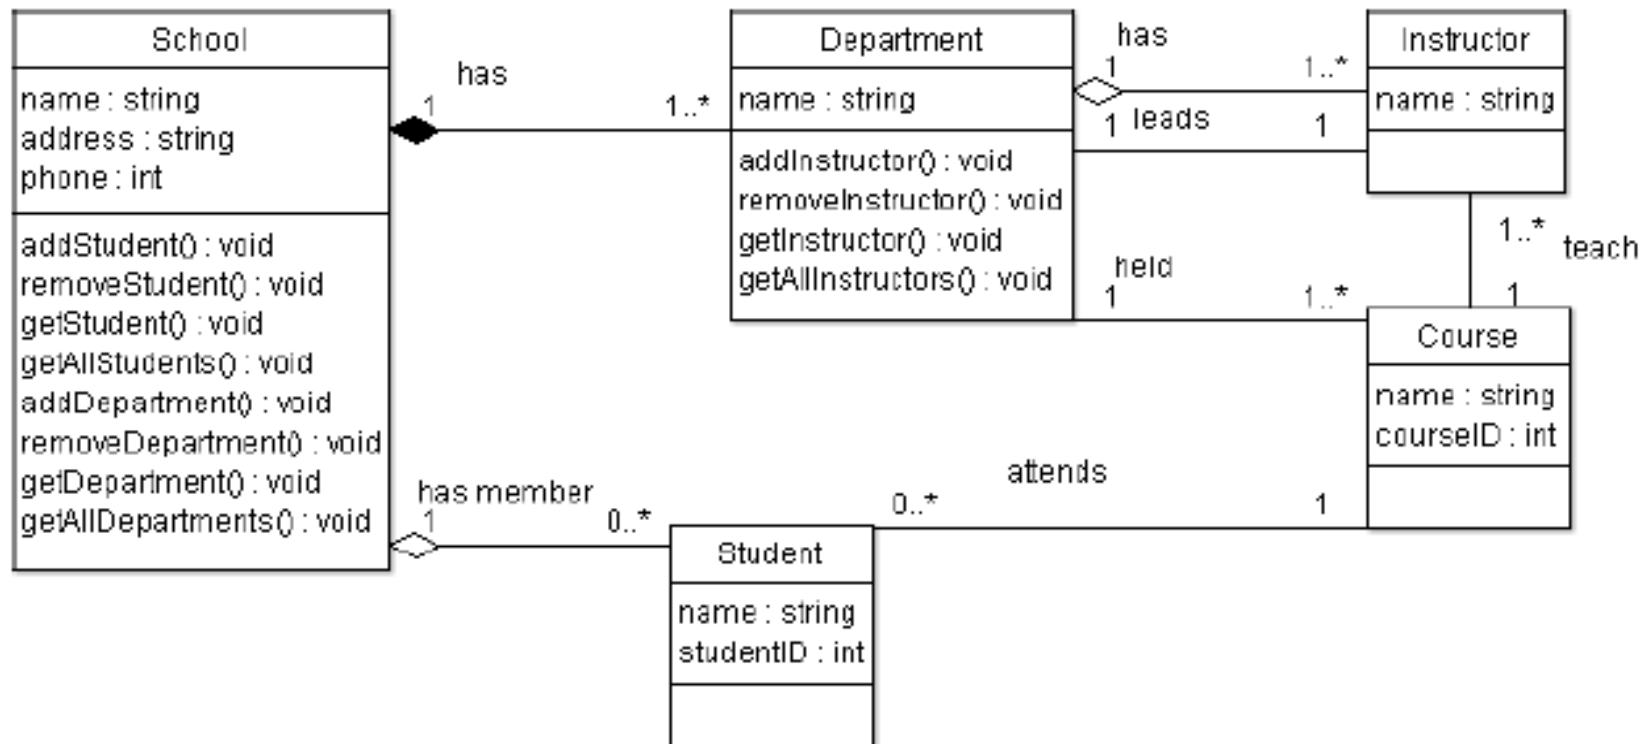 School
name : string
address : string
phone : int
addStudent() : void
removeStudent() : void
getStudent() : void
getAllStudents() : void
addDepartment() : void
removeDepartment() : void
getDepartment() : void
getAllDepartments() : void
has
1
1..*
Department
name : string
addInstructor() : void
removeInstructor() : void
getInstructor() : void
getAllInstructors() : void
has
1
1..*
1 leads 1
Instructor
name : string
1..*
teach
1
held
1
1..*
Course
name : string
courseID : int
has member
1
0..*
attends
0..*
1
Student
name : string
studentID : int